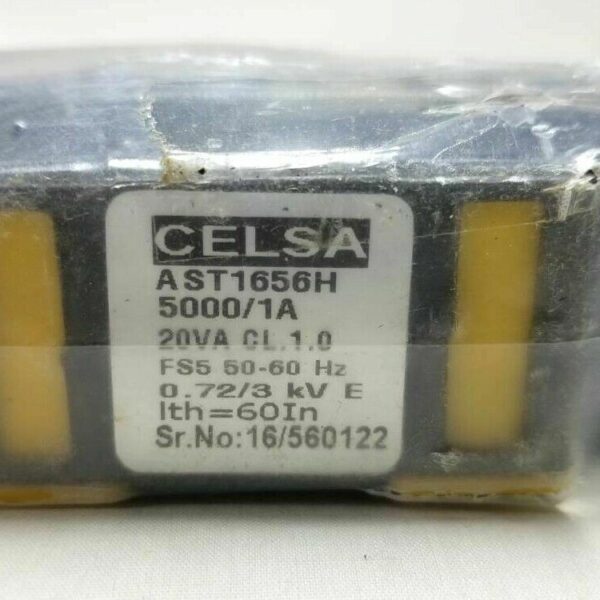 CELSA
AST1656H
5000/1A
20VA CL.1.0
FS5 50-60 Hz
0.72/3 kV E
Ith=60In
Sr.No:16/560122